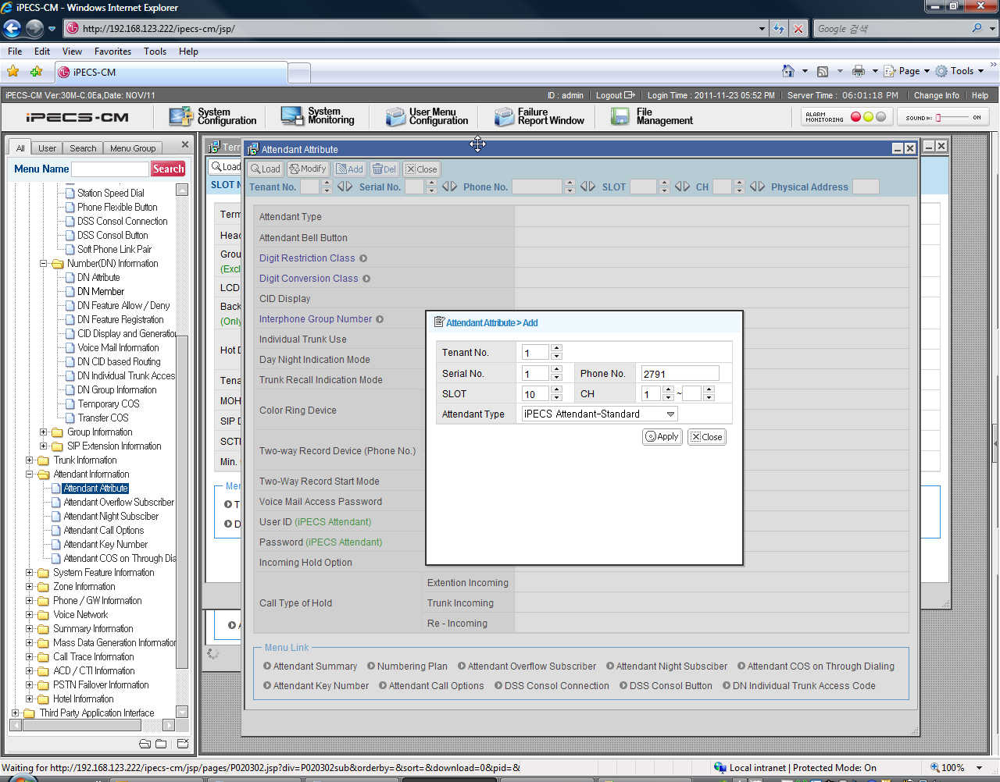 iPECS-CM - Windows Internet Explorer
http://192.168.123.222/ipecs-cm/jsp/
Google 검색
File Edit View Favorites Tools Help
iPECS-CM
Page Tools
iPECS-CM Ver:30M-C.0Ea,Date: NOV/11
ID : admin | Logout | Login Time : 2011-11-23 05:52 PM | Server Time : 06:01:18 PM | Change Info | Help
iPECS-CM
System Configuration
System Monitoring
User Menu Configuration
Failure Report Window
File Management
ALARM MONITORING
SOUND ON
All User Search Menu Group
Menu Name Search
Station Speed Dial
Phone Flexible Button
DSS Consol Connection
DSS Consol Button
Soft Phone Link Pair
Number(DN) Information
DN Attribute
DN Member
DN Feature Allow / Deny
DN Feature Registration
CID Display and Generatio
Voice Mail Information
DN CID based Routing
DN Individual Trunk Acces
DN Group Information
Temporary COS
Transfer COS
Group Information
SIP Extension Information
Trunk Information
Attendant Information
Attendant Attribute
Attendant Overflow Subscriber
Attendant Night Subsciber
Attendant Call Options
Attendant Key Number
Attendant COS on Through Dia
System Feature Information
Zone Information
Phone / GW Information
Voice Network
Summary Information
Mass Data Generation Information
Call Trace Information
ACD / CTI Information
PSTN Failover Information
Hotel Information
Third Party Application Interface
Term
Load
SLOT N
Term
Head
Grou
(Excl
LCD
Back
(Only
Hot D
Tena
MOH
SIP D
SCTI
Min.
Men
T
D
A
Attendant Attribute
Load Modify Add Del Close
Tenant No. Serial No. Phone No. SLOT CH Physical Address
Attendant Type
Attendant Bell Button
Digit Restriction Class
Digit Conversion Class
CID Display
Interphone Group Number
Individual Trunk Use
Day Night Indication Mode
Trunk Recall Indication Mode
Color Ring Device
Two-way Record Device (Phone No.)
Two-Way Record Start Mode
Voice Mail Access Password
User ID (iPECS Attendant)
Password (iPECS Attendant)
Incoming Hold Option
Call Type of Hold
Extention Incoming
Trunk Incoming
Re - Incoming
Attendant Attribute > Add
Tenant No. 1
Serial No. 1 Phone No. 2791
SLOT 10 CH 1 ~
Attendant Type iPECS Attendant-Standard
Apply Close
Menu Link
Attendant Summary Numbering Plan Attendant Overflow Subscriber Attendant Night Subsciber Attendant COS on Through Dialing
Attendant Key Number Attendant Call Options DSS Consol Connection DSS Consol Button DN Individual Trunk Access Code
Waiting for http://192.168.123.222/ipecs-cm/jsp/pages/P020302.jsp?div=P020302sub&orderby=&sort=&download=0&pid=&
Local intranet | Protected Mode: On
100%